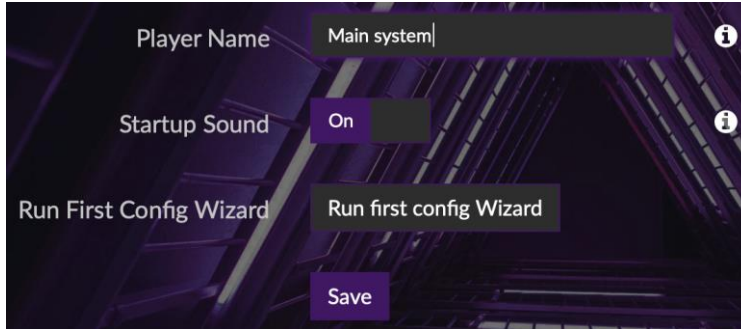 Player Name Main system
Startup Sound On
Run First Config Wizard Run first config Wizard
Save